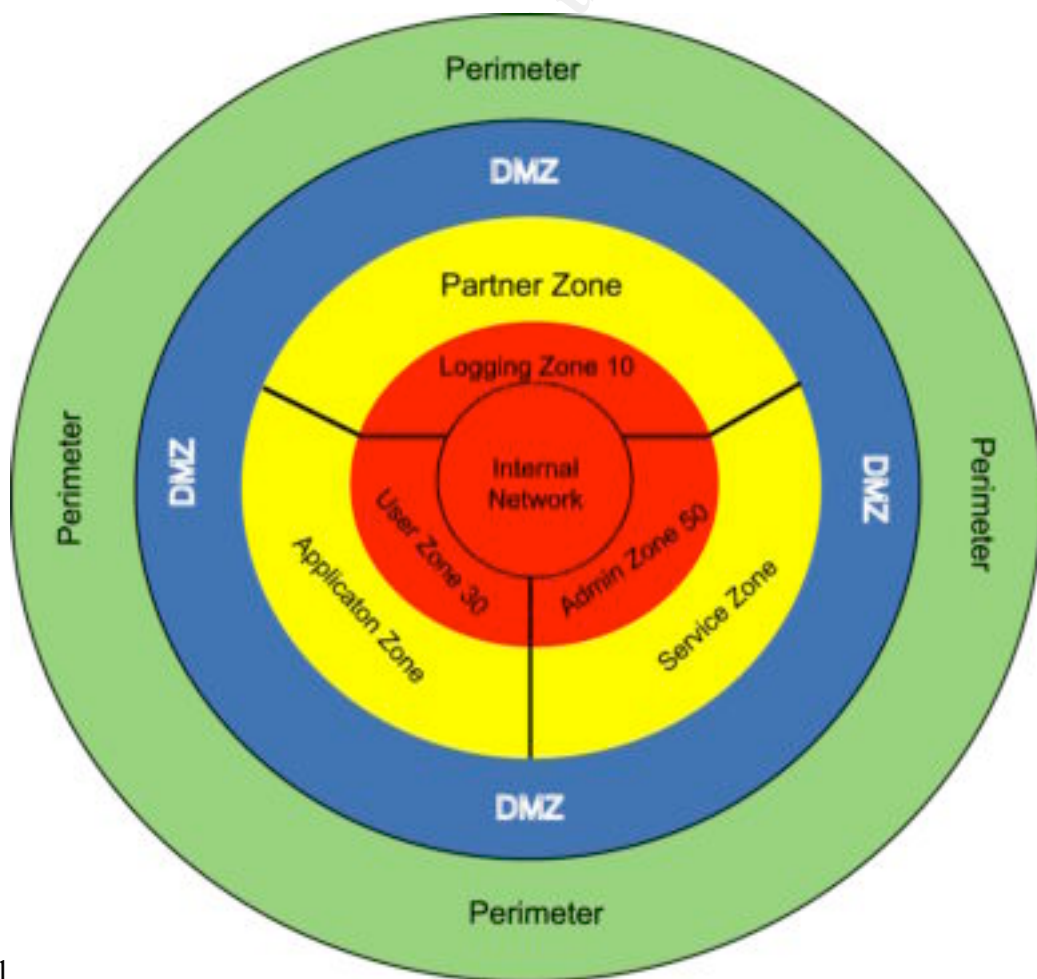 Perimeter
DMZ
Partner Zone
Logging Zone 10
Perimeter
DMZ
Internal
Network
DMZ
Perimeter
User Zone 30
Admin Zone 50
Applicaton Zone
Service Zone
DMZ
Perimeter